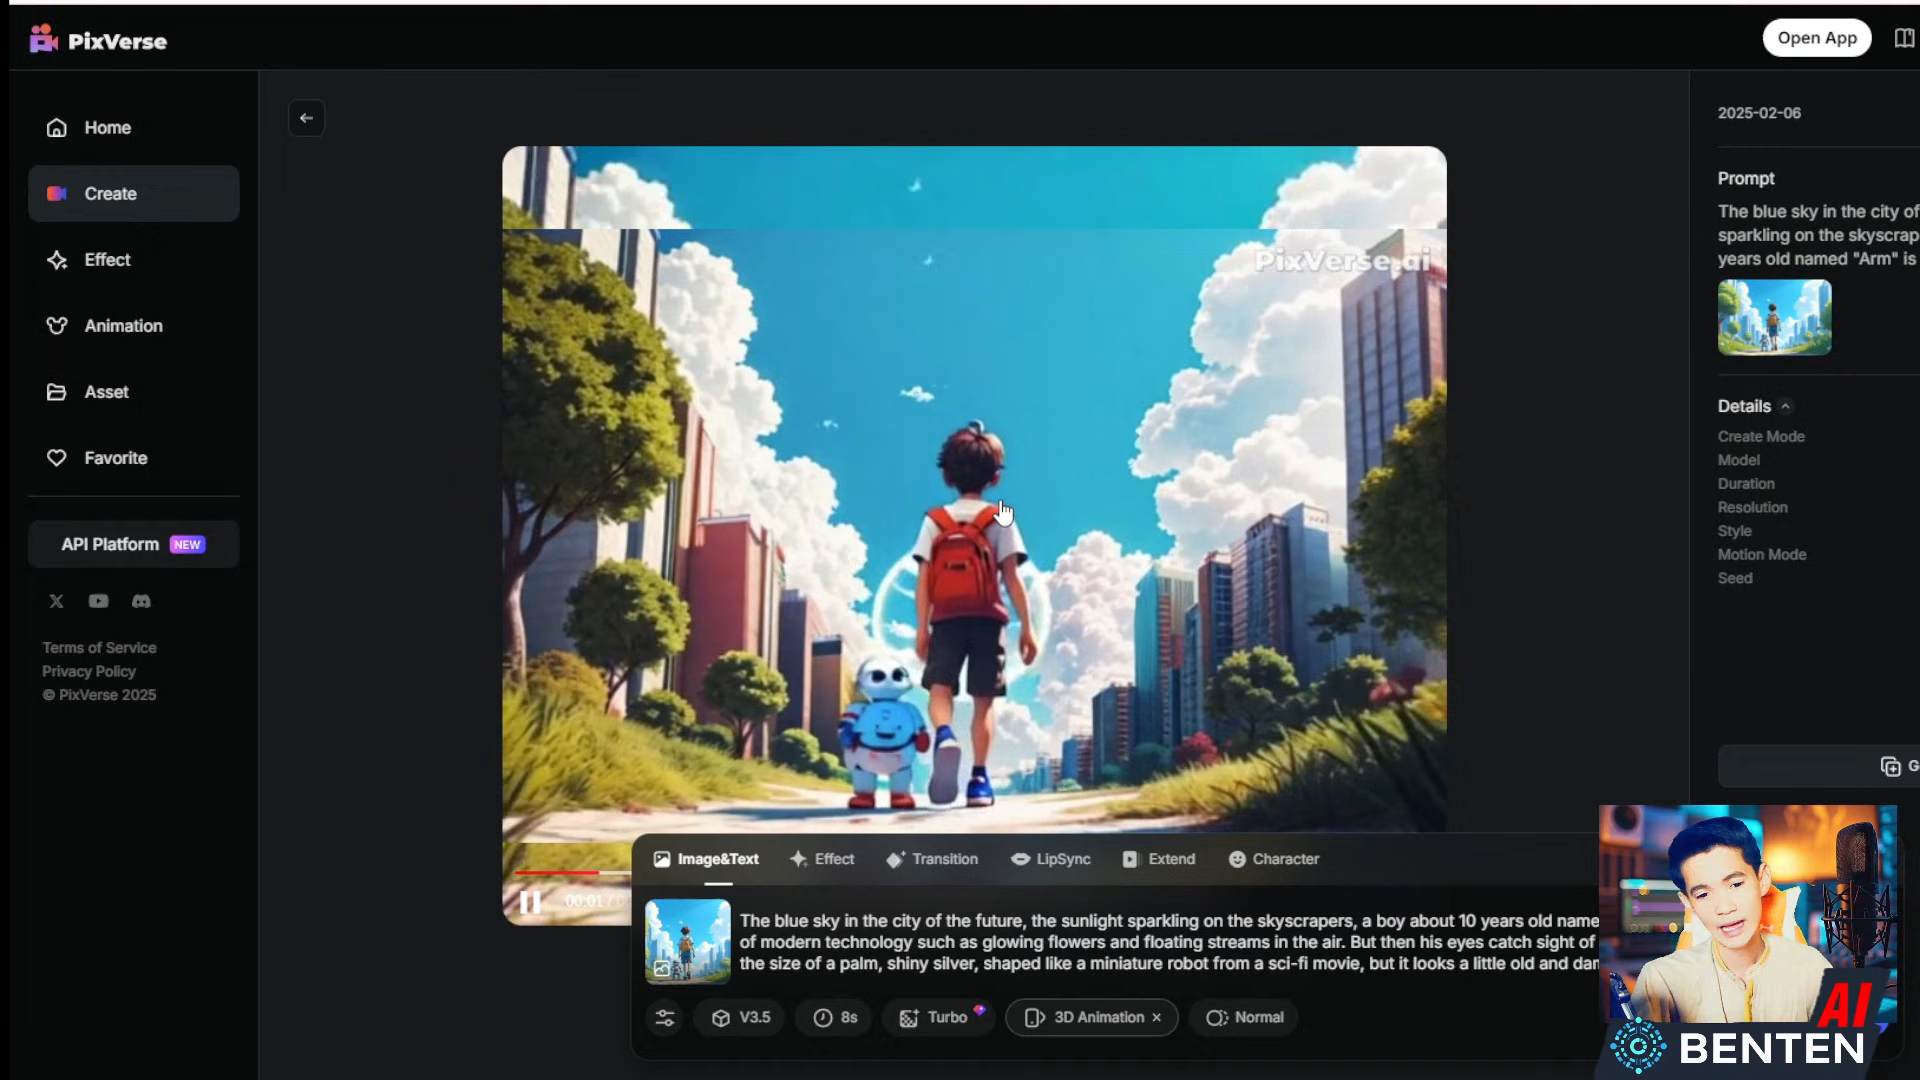 PixVerse
Open App
Home
Create
Effect
Animation
Asset
Favorite
API Platform NEW
Terms of Service
Privacy Policy
© PixVerse 2025
PixVerse.ai
2025-02-06
Prompt
The blue sky in the city of
sparkling on the skyscrap
years old named "Arm" is
Details
Create Mode
Model
Duration
Resolution
Style
Motion Mode
Seed
G
00:01 /
Image&Text Effect Transition LipSync Extend Character
The blue sky in the city of the future, the sunlight sparkling on the skyscrapers, a boy about 10 years old name
of modern technology such as glowing flowers and floating streams in the air. But then his eyes catch sight of
the size of a palm, shiny silver, shaped like a miniature robot from a sci-fi movie, but it looks a little old and dar
V3.5 8s Turbo 3D Animation × Normal
AI
BENTEN